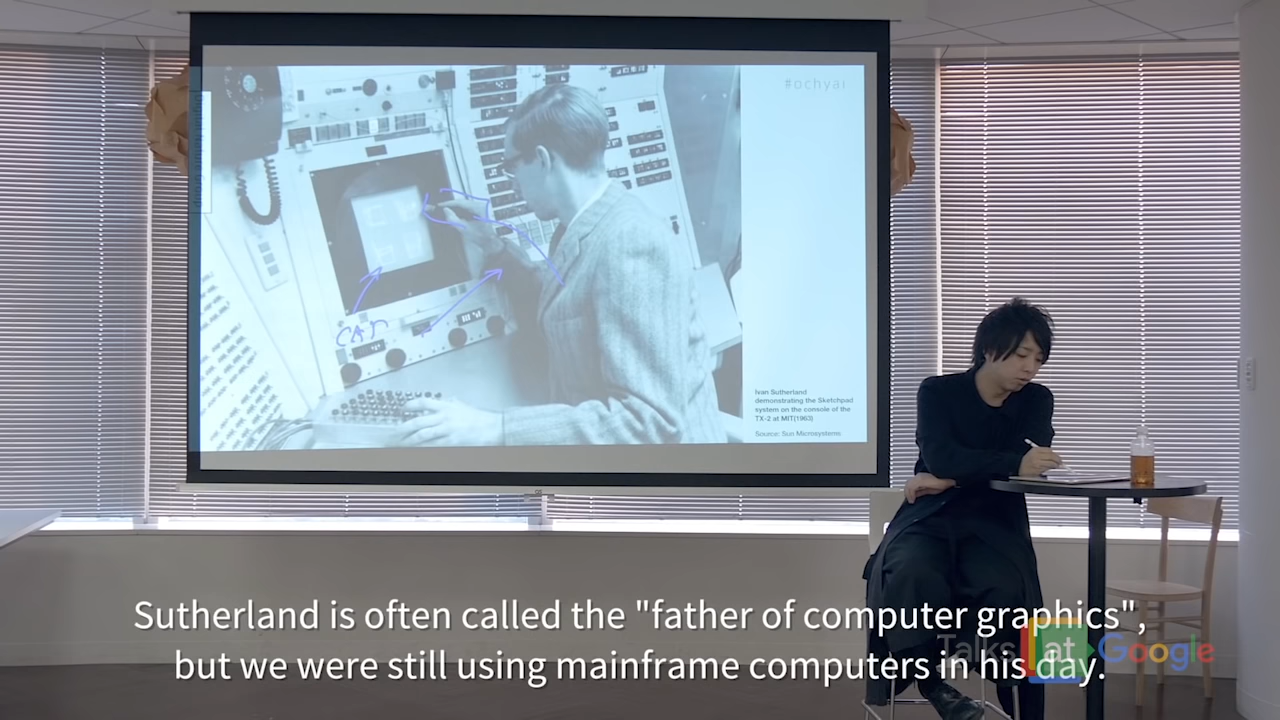 #ochyai
CAD
Ivan Sutherland
demonstrating the Sketchpad
system on the console of the
TX-2 at MIT(1963)
Source: Sun Microsystems
Sutherland is often called the "father of computer graphics",
but we were still using mainframe computers in his day.
Talks at Google